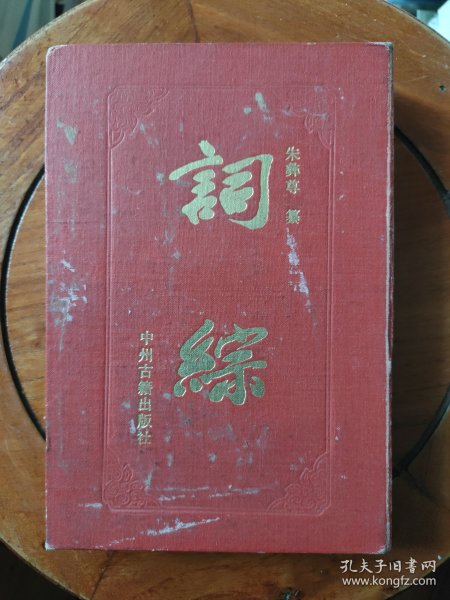 朱彝尊 纂
詞綜
中州古籍出版社
孔夫子旧书网
www.kongfz.com